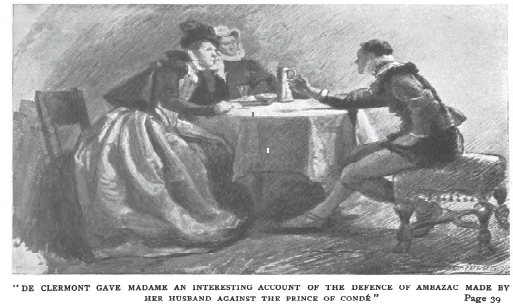 "DE CLERMONT GAVE MADAME AN INTERESTING ACCOUNT OF THE DEFENCE OF AMBAZAC MADE BY
HER HUSBAND AGAINST THE PRINCE OF CONDÉ" Page 39